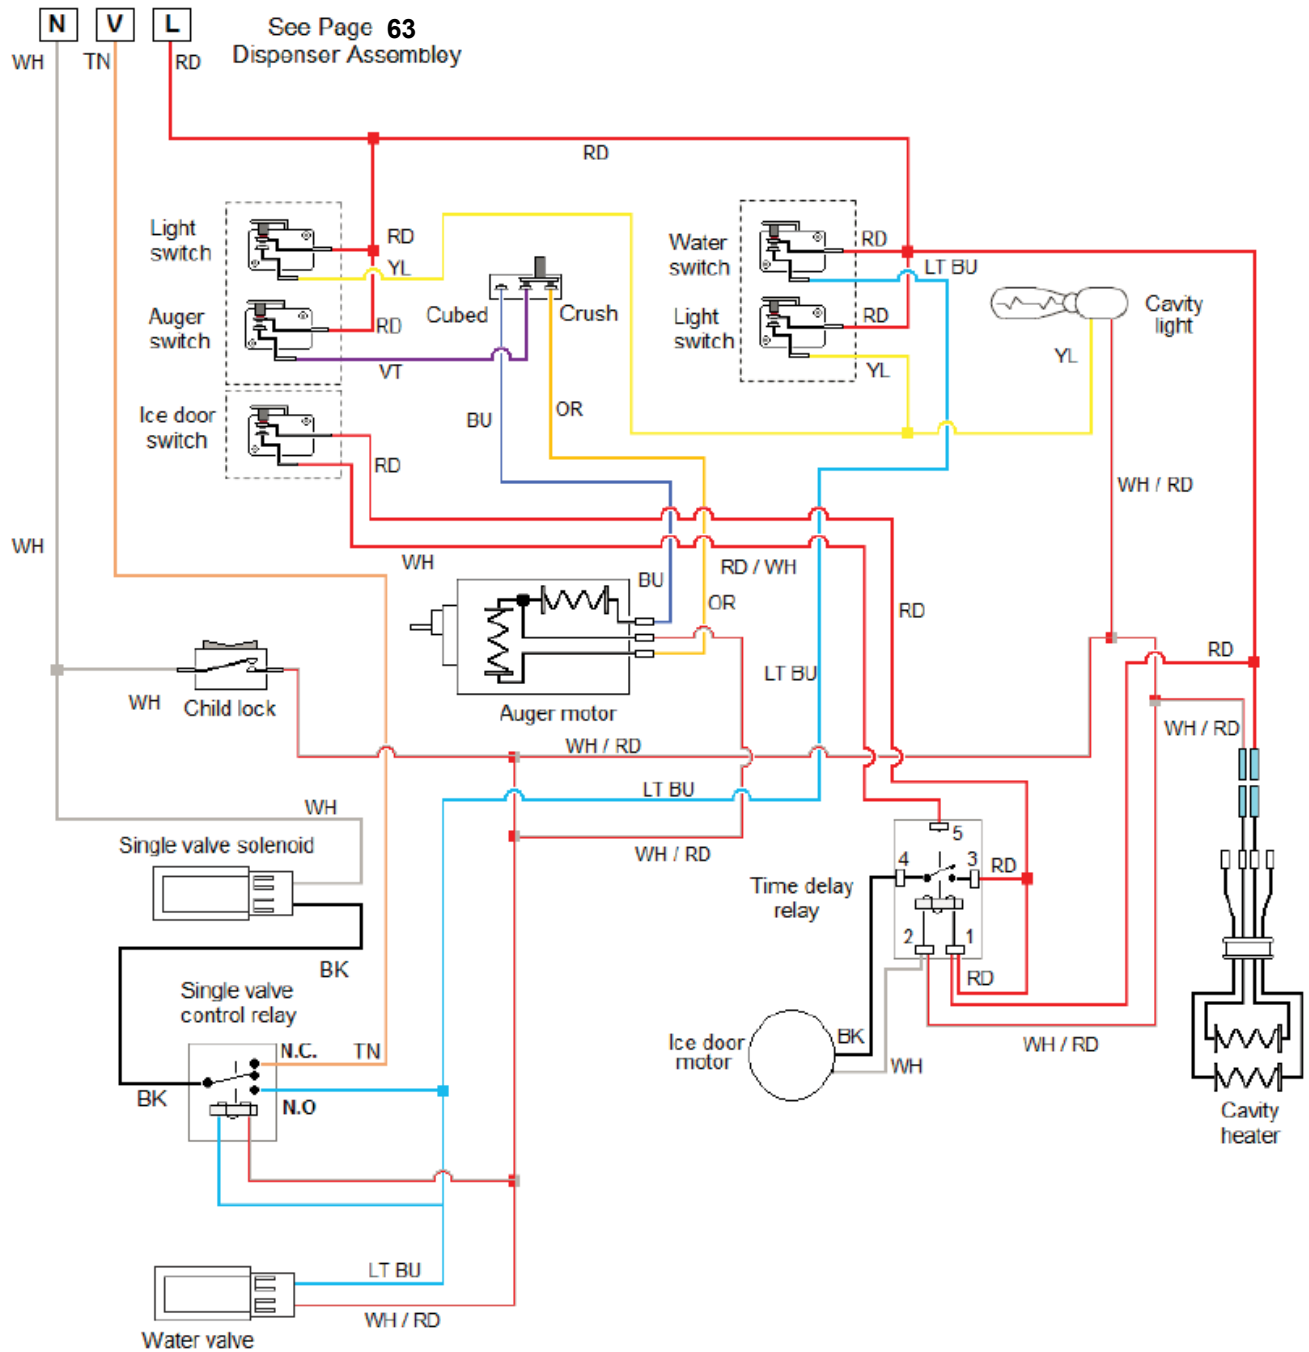 N V L
See Page 63
Dispenser Assembley
WH TN RD
RD
Light
switch
RD
YL
Water
switch
RD
LT BU
Auger
switch
RD
VT
Cubed
Crush
Light
switch
RD
YL
Cavity
light
YL
Ice door
switch
RD
BU
OR
WH / RD
WH
WH
RD / WH
BU
OR
RD
LT BU
RD
WH
Child lock
Auger motor
WH / RD
WH / RD
LT BU
WH
Single valve solenoid
WH / RD
5
4
3
RD
Time delay
relay
2
1
RD
BK
Single valve
control relay
N.C.
TN
BK
N.O
Ice door
motor
BK
WH
WH / RD
Cavity
heater
LT BU
WH / RD
Water valve